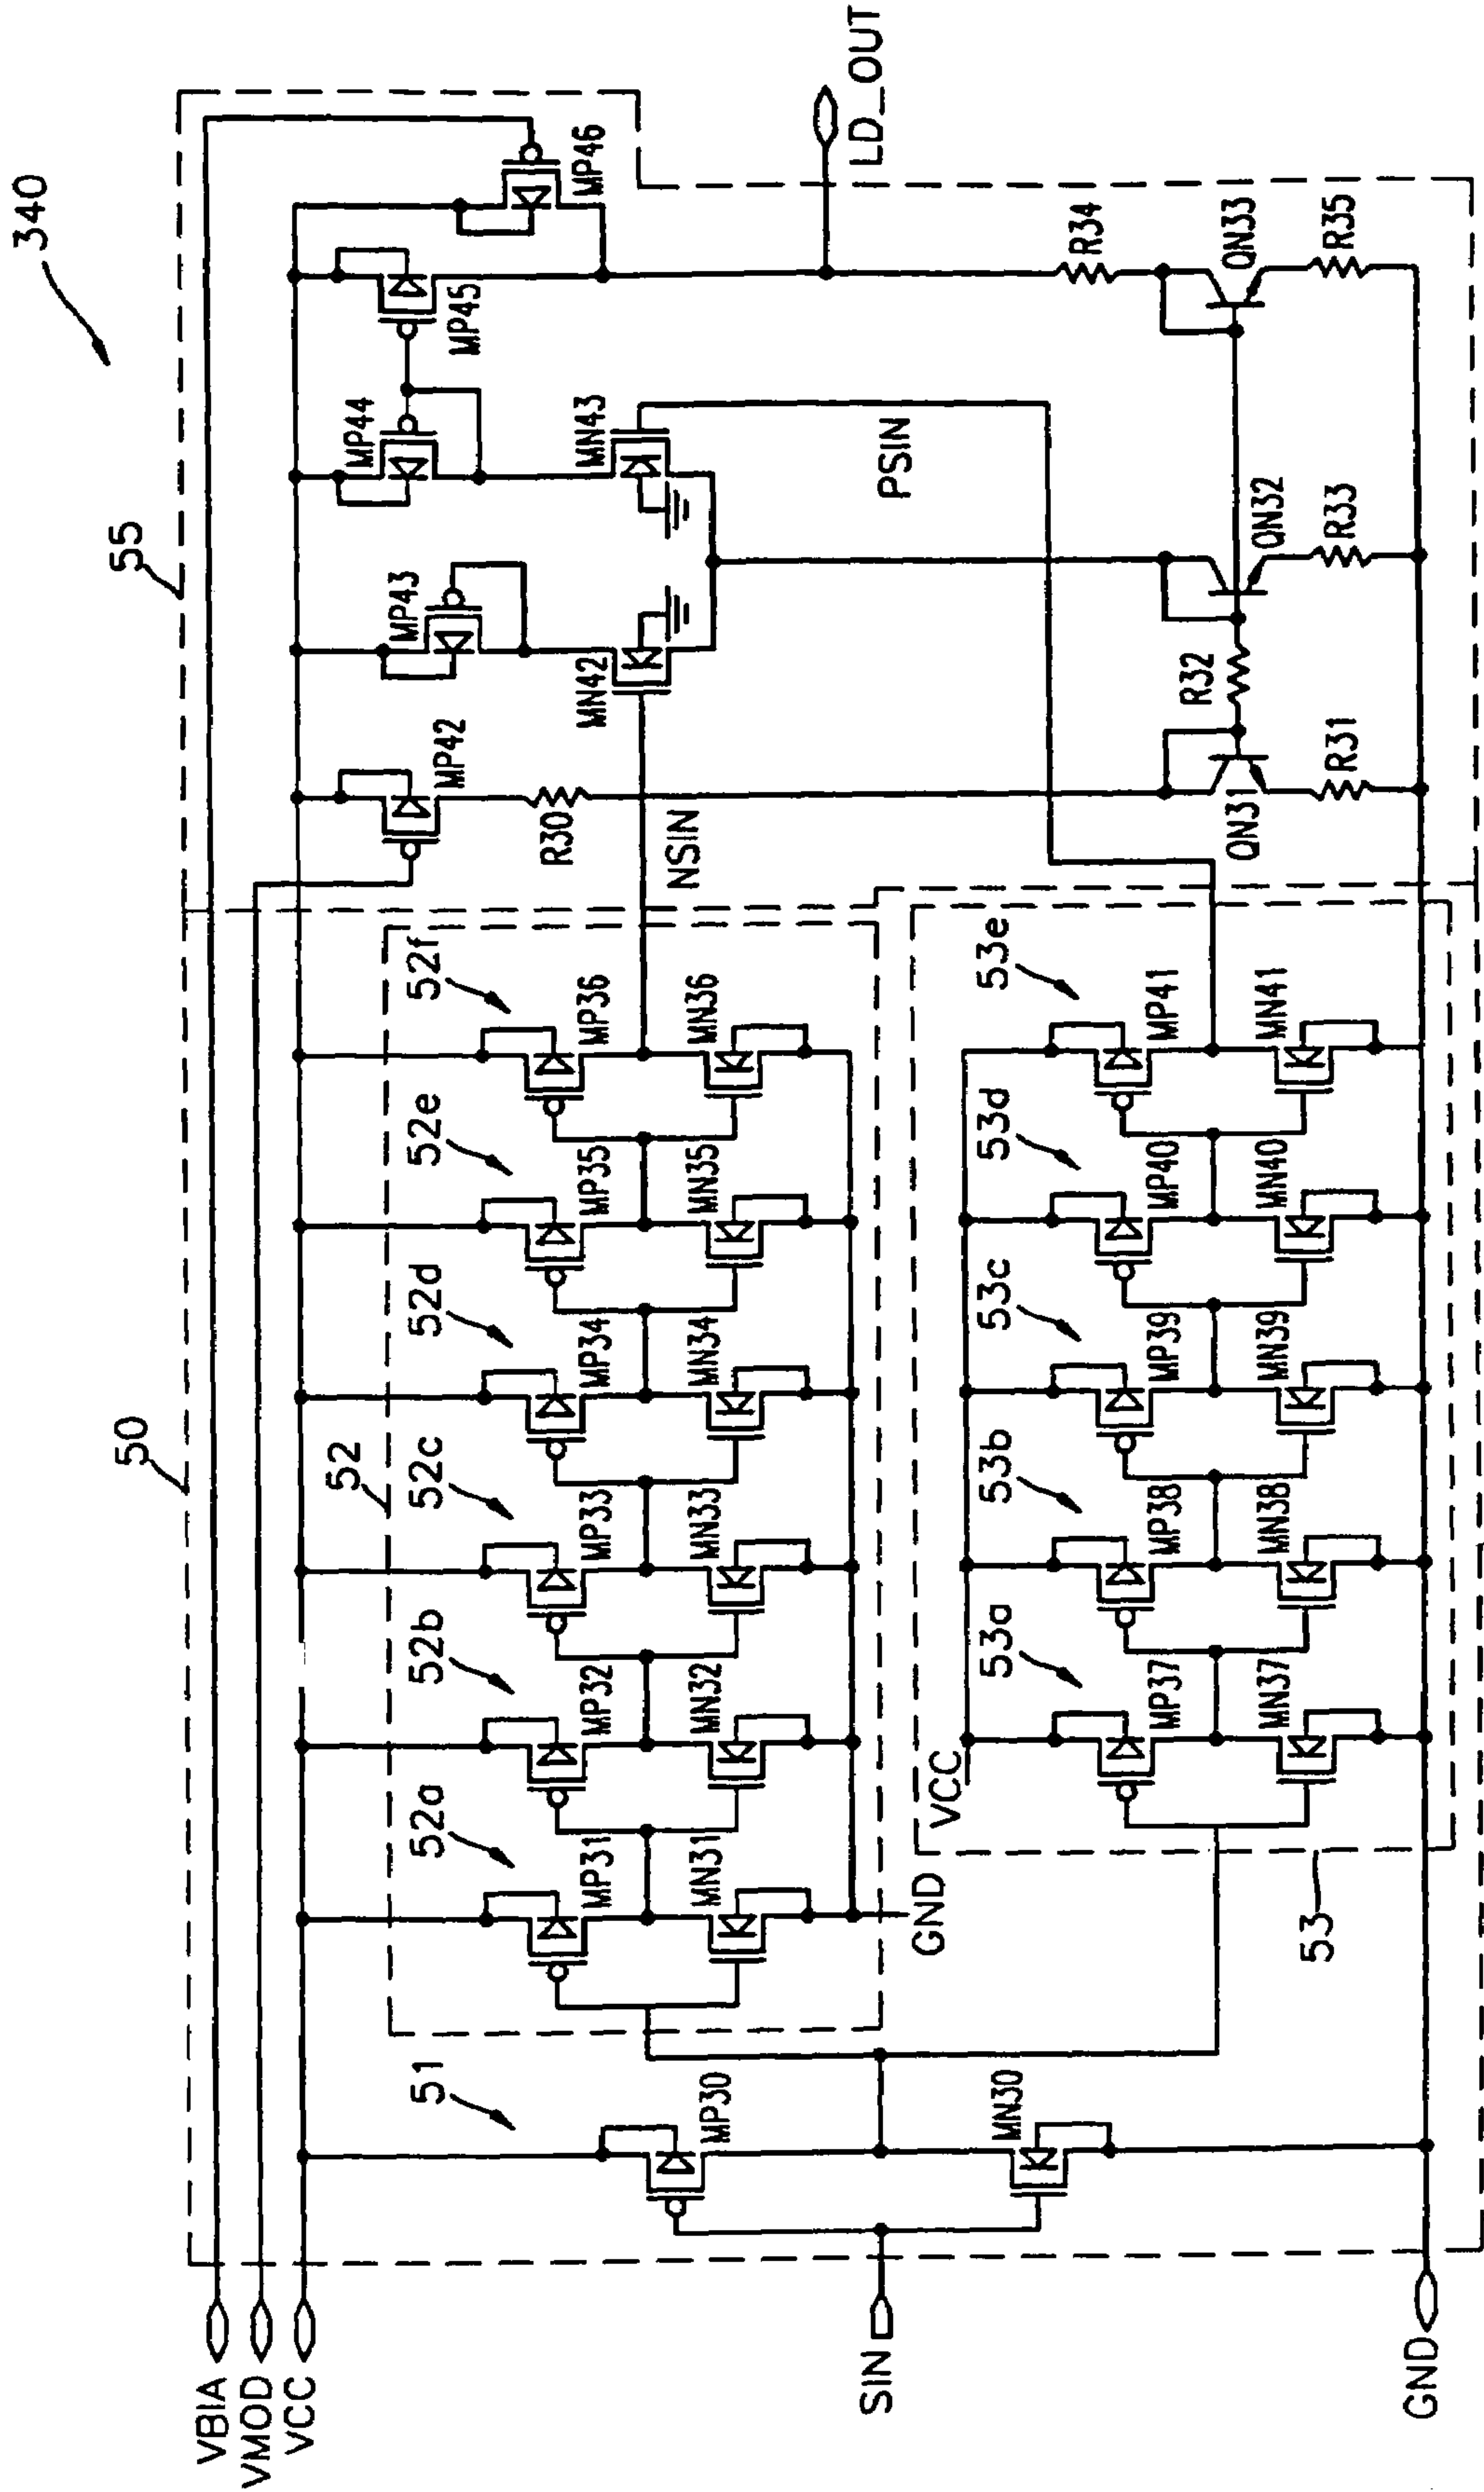 340
55
50
VBIA
VMOD
VCC
SIN
GND
51
MP30
MN30
52
52a
52b
52c
52d
52e
52f
MP31
MP32
MP33
MP34
MP35
MP36
MN31
MN32
MN33
MN34
MN35
MN36
GND
VCC
53
53a
53b
53c
53d
53e
MP37
MP38
MP39
MP40
MP41
MN37
MN38
MN39
MN40
MN41
NSIN
PSIN
MP42
MP43
MP44
MP45
MP46
MN42
MN43
R30
R31
R32
R33
R34
R35
QN31
QN32
QN33
LD_OUT